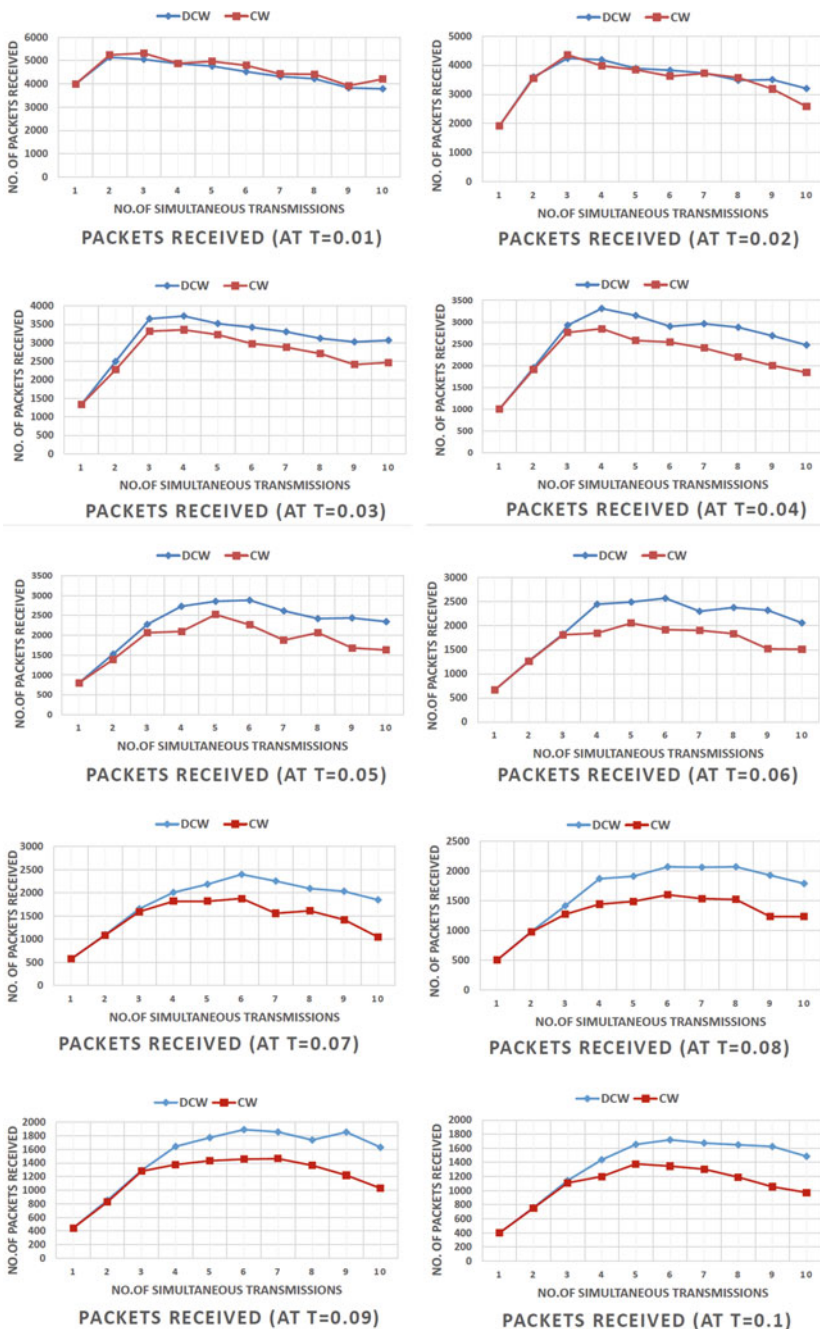 DCW CW
NO. OF PACKETS RECEIVED
6000
5000
4000
3000
2000
1000
0
1 2 3 4 5 6 7 8 9 10
NO.OF SIMULTANEOUS TRANSMISSIONS
PACKETS RECEIVED (AT T=0.01)
DCW CW
NO. OF PACKETS RECEIVED
5000
4000
3000
2000
1000
0
1 2 3 4 5 6 7 8 9 10
NO.OF SIMULTANEOUS TRANSMISSIONS
PACKETS RECEIVED (AT T=0.02)
DCW CW
NO. OF PACKETS RECEIVED
4000
3500
3000
2500
2000
1500
1000
500
0
1 2 3 4 5 6 7 8 9 10
NO.OF SIMULTANEOUS TRANSMISSIONS
PACKETS RECEIVED (AT T=0.03)
DCW CW
NO. OF PACKETS RECEIVED
3500
3000
2500
2000
1500
1000
500
0
1 2 3 4 5 6 7 8 9 10
NO.OF SIMULTANEOUS TRANSMISSIONS
PACKETS RECEIVED (AT T=0.04)
DCW CW
NO.OF PACKETS RECEIVED
3500
3000
2500
2000
1500
1000
500
0
1 2 3 4 5 6 7 8 9 10
NO.OF SIMULTANEOUS TRANSMISSIONS
PACKETS RECEIVED (AT T=0.05)
DCW CW
NO.OF PACKETS RECEIVED
3000
2500
2000
1500
1000
500
0
1 2 3 4 5 6 7 8 9 10
NO.OF SIMULTANEOUS TRANSMISSIONS
PACKETS RECEIVED (AT T=0.06)
DCW CW
NO. OF PACKETS RECEIVED
3000
2500
2000
1500
1000
500
0
1 2 3 4 5 6 7 8 9 10
NO.OF SIMULTANEOUS TRANSMISSIONS
PACKETS RECEIVED (AT T=0.07)
DCW CW
NO. OF PACKETS RECEIVED
2500
2000
1500
1000
500
0
1 2 3 4 5 6 7 8 9 10
NO.OF SIMULTANEOUS TRANSMISSIONS
PACKETS RECEIVED (AT T=0.08)
DCW CW
NO.OF PACKETS RECEIVED
2000
1800
1600
1400
1200
1000
800
600
400
200
0
1 2 3 4 5 6 7 8 9 10
NO.OF SIMULTANEOUS TRANSMISSIONS
PACKETS RECEIVED (AT T=0.09)
DCW CW
NO.OF PACKETS RECEIVED
2000
1800
1600
1400
1200
1000
800
600
400
200
0
1 2 3 4 5 6 7 8 9 10
NO.OF SIMULTANEOUS TRANSMISSIONS
PACKETS RECEIVED (AT T=0.1)